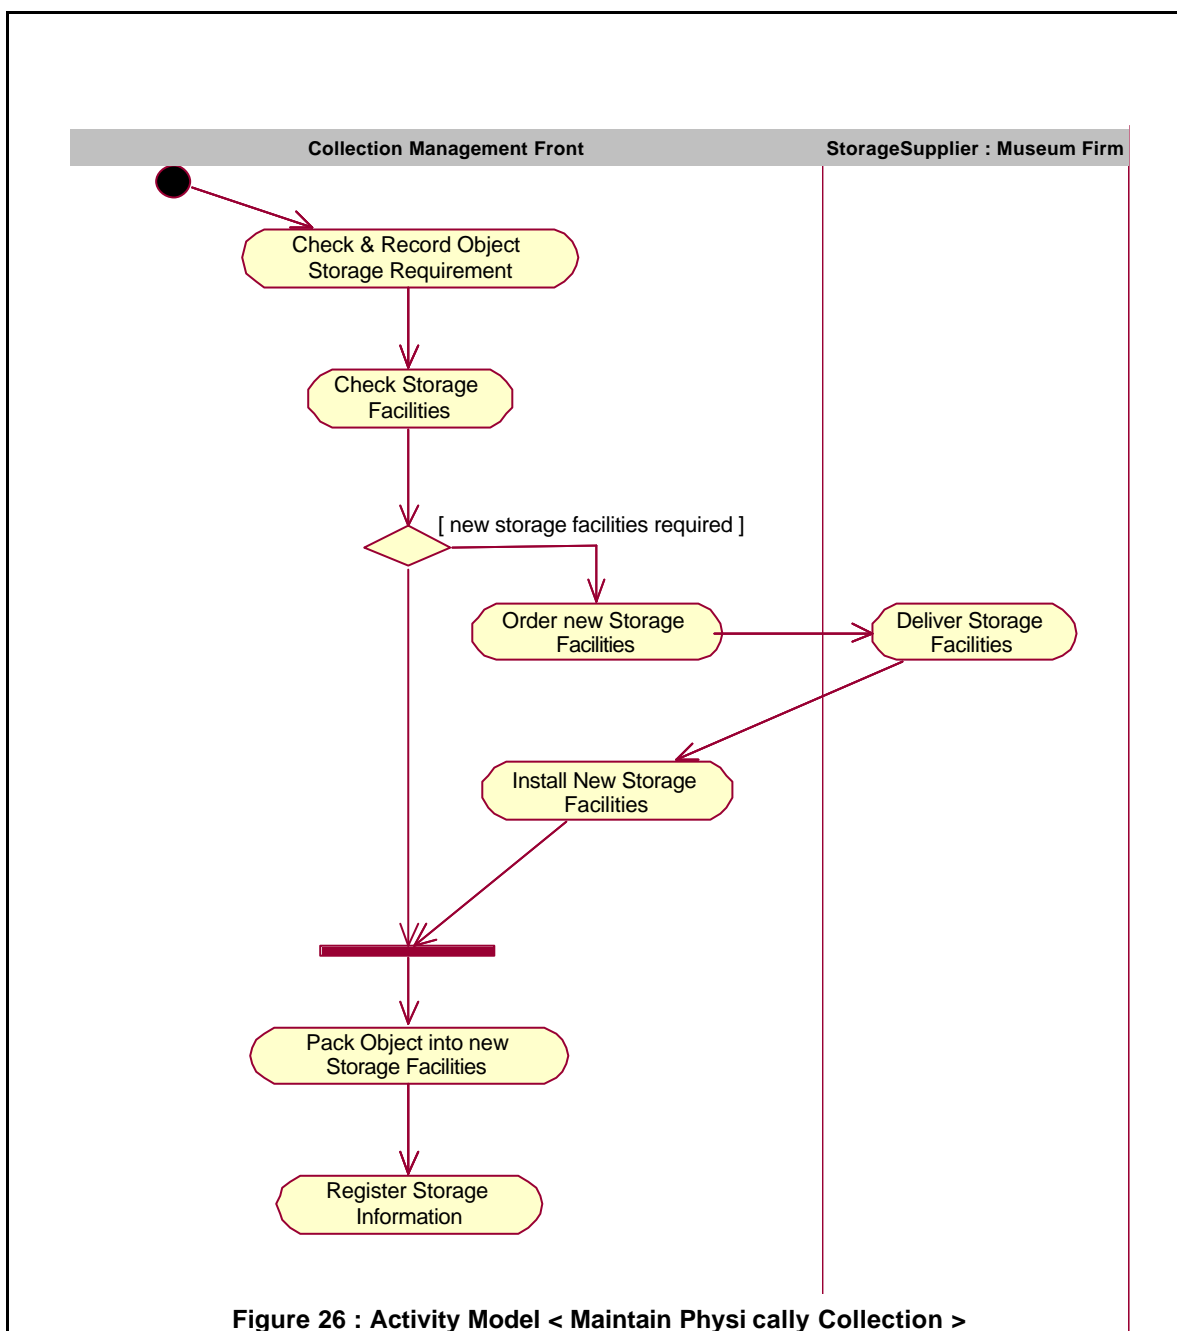 Collection Management Front
StorageSupplier : Museum Firm
Check & Record Object
Storage Requirement
Check Storage
Facilities
[ new storage facilities required ]
Order new Storage
Facilities
Deliver Storage
Facilities
Install New Storage
Facilities
Pack Object into new
Storage Facilities
Register Storage
Information
Figure 26 : Activity Model < Maintain Physi cally Collection >